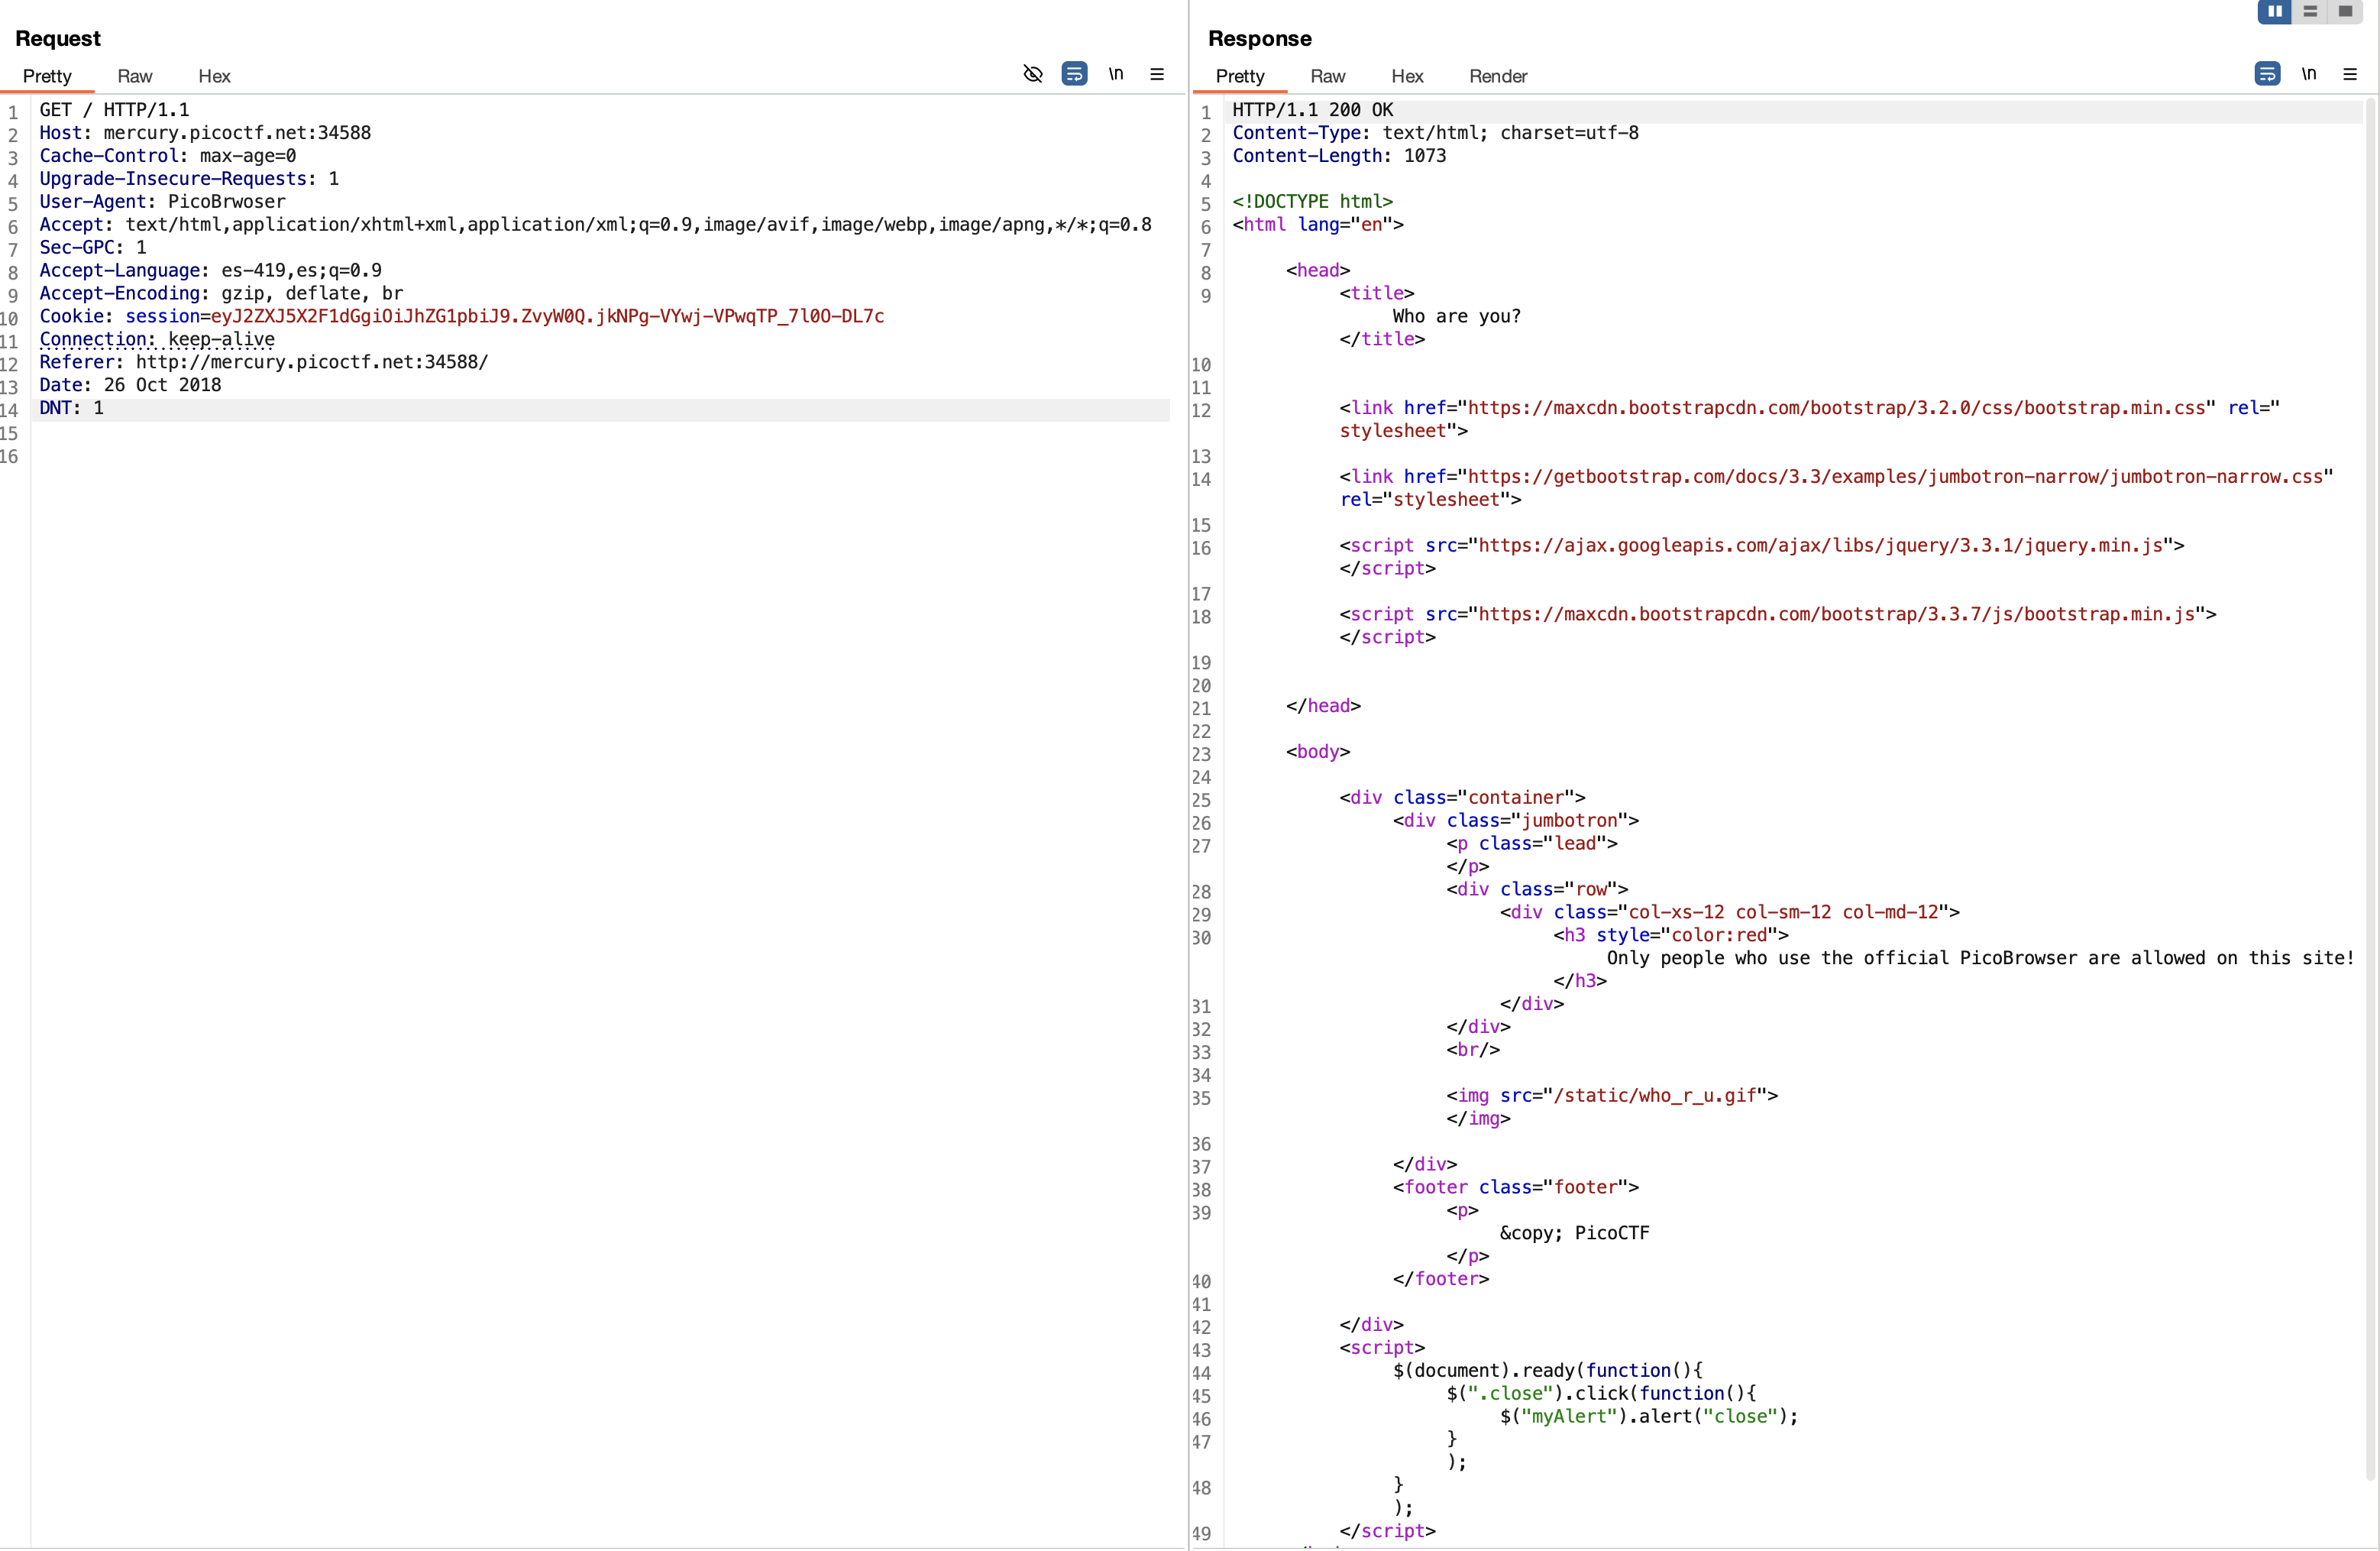 Request
Pretty Raw Hex \n
1 GET / HTTP/1.1
2 Host: mercury.picoctf.net:34588
3 Cache-Control: max-age=0
4 Upgrade-Insecure-Requests: 1
5 User-Agent: PicoBrwoser
6 Accept: text/html,application/xhtml+xml,application/xml;q=0.9,image/avif,image/webp,image/apng,*/*;q=0.8
7 Sec-GPC: 1
8 Accept-Language: es-419,es;q=0.9
9 Accept-Encoding: gzip, deflate, br
10 Cookie: session=eyJ2ZXJ5X2F1dGgiOiJhZG1pbiJ9.ZvyW0Q.jkNPg-VYwj-VPwqTP_7l0O-DL7c
11 Connection: keep-alive
12 Referer: http://mercury.picoctf.net:34588/
13 Date: 26 Oct 2018
14 DNT: 1
15
16
Response
Pretty Raw Hex Render \n
1 HTTP/1.1 200 OK
2 Content-Type: text/html; charset=utf-8
3 Content-Length: 1073
4
5 <!DOCTYPE html>
6 <html lang="en">
7
8 <head>
9 <title>
Who are you?
</title>
10
11
12 <link href="https://maxcdn.bootstrapcdn.com/bootstrap/3.2.0/css/bootstrap.min.css" rel="
stylesheet">
13
14 <link href="https://getbootstrap.com/docs/3.3/examples/jumbotron-narrow/jumbotron-narrow.css"
rel="stylesheet">
15
16 <script src="https://ajax.googleapis.com/ajax/libs/jquery/3.3.1/jquery.min.js">
</script>
17
18 <script src="https://maxcdn.bootstrapcdn.com/bootstrap/3.3.7/js/bootstrap.min.js">
</script>
19
20
21 </head>
22
23 <body>
24
25 <div class="container">
26 <div class="jumbotron">
27 <p class="lead">
</p>
28 <div class="row">
29 <div class="col-xs-12 col-sm-12 col-md-12">
30 <h3 style="color:red">
Only people who use the official PicoBrowser are allowed on this site!
</h3>
31 </div>
32 </div>
33 <br/>
34
35 <img src="/static/who_r_u.gif">
</img>
36
37 </div>
38 <footer class="footer">
39 <p>
&copy; PicoCTF
</p>
40 </footer>
41
42 </div>
43 <script>
44 $(document).ready(function(){
45 $(".close").click(function(){
46 $("myAlert").alert("close");
47 }
);
48 }
);
49 </script>